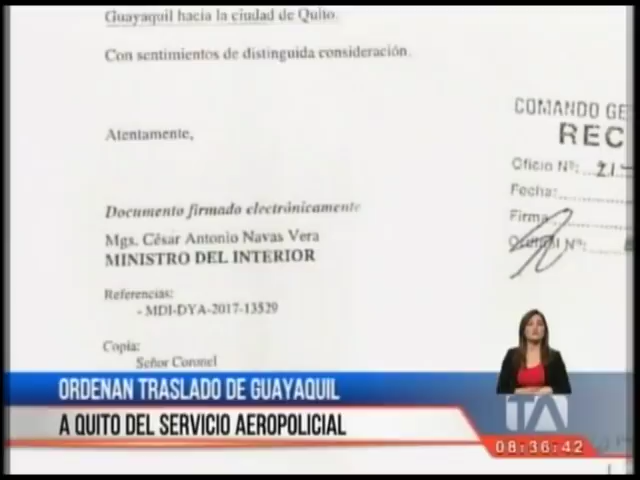 Guayaquil hacia la ciudad de Quito.
Con sentimientos de distinguida consideración.
Atentamente,
Documento firmado electrónicamente
Mgs. César Antonio Navas Vera
MINISTRO DEL INTERIOR
Referencias:
- MDI-DYA-2017-13529
Copia:
Señor Coronel
COMANDO GE
REC
Oficio Nº: 21-
Fecha:
Firma
Nº:
ORDENAN TRASLADO DE GUAYAQUIL
A QUITO DEL SERVICIO AEROPOLICIAL
TA
08:36:42